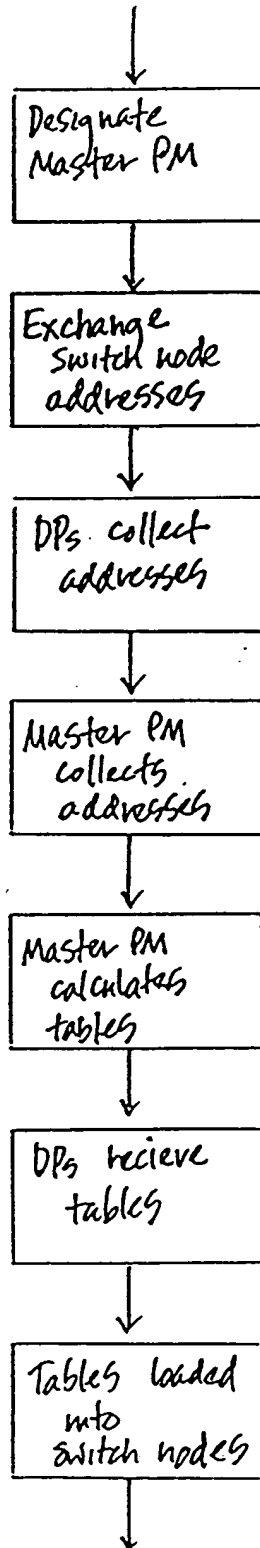 Designate
Master PM
Exchange
switch node
addresses
DPs collect
addresses
Master PM
collects
addresses
Master PM
calculates
tables
DPs recieve
tables
Tables loaded
into
switch nodes